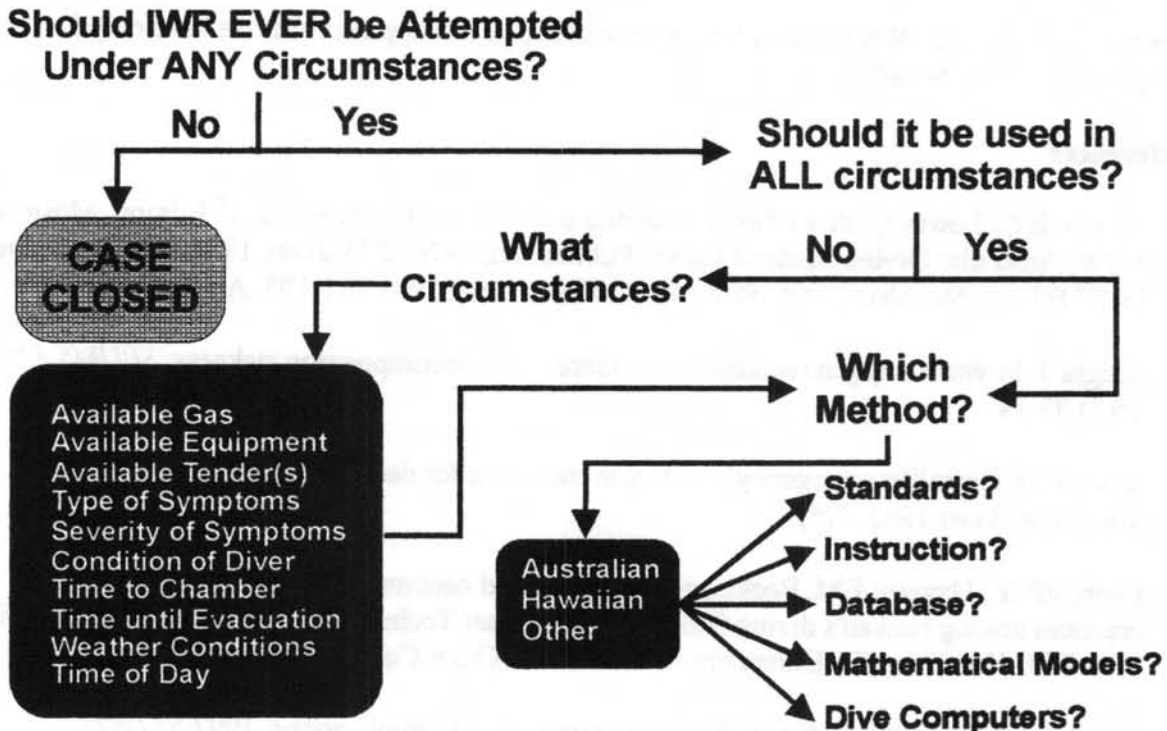 Should IWR EVER be Attempted
Under ANY Circumstances?
No
Yes
Should it be used in
ALL circumstances?
CASE
CLOSED
What
Circumstances?
No
Yes
Which
Method?
Available Gas
Available Equipment
Available Tender(s)
Type of Symptoms
Severity of Symptoms
Condition of Diver
Time to Chamber
Time until Evacuation
Weather Conditions
Time of Day
Australian
Hawaiian
Other
Standards?
Instruction?
Database?
Mathematical Models?
Dive Computers?